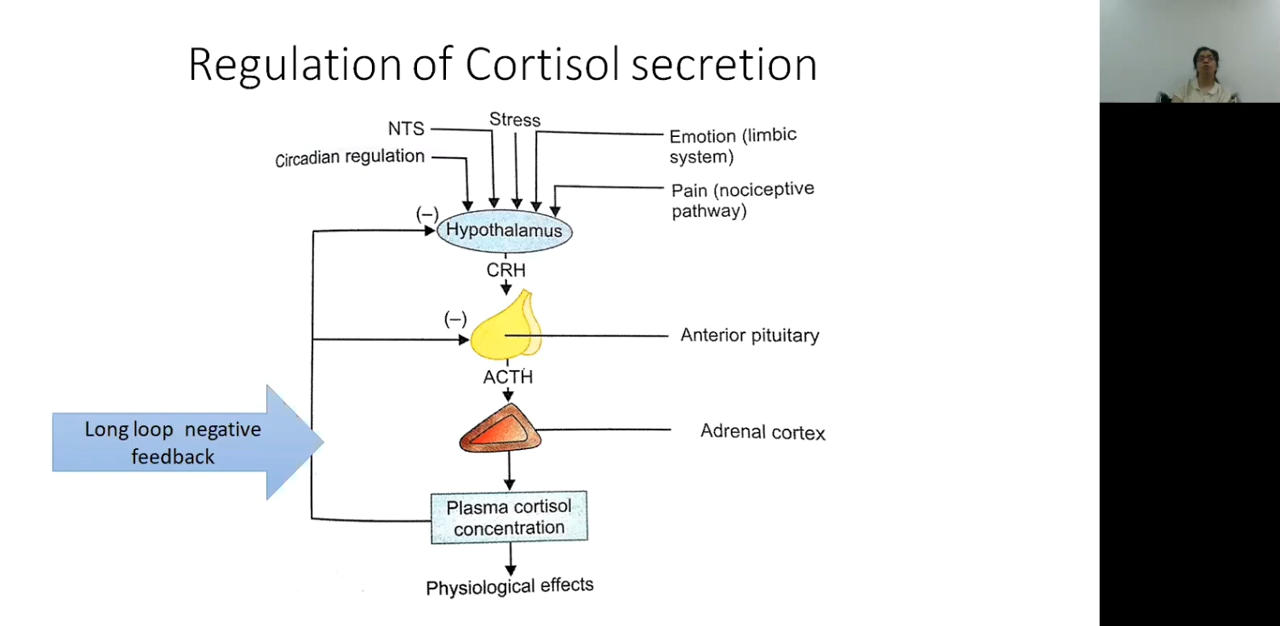 Regulation of Cortisol secretion
NTS
Stress
Emotion (limbic
system)
Circadian regulation
Pain (nociceptive
pathway)
(–)
Hypothalamus
CRH
(–)
Anterior pituitary
ACTH
Long loop negative
feedback
Adrenal cortex
Plasma cortisol
concentration
Physiological effects